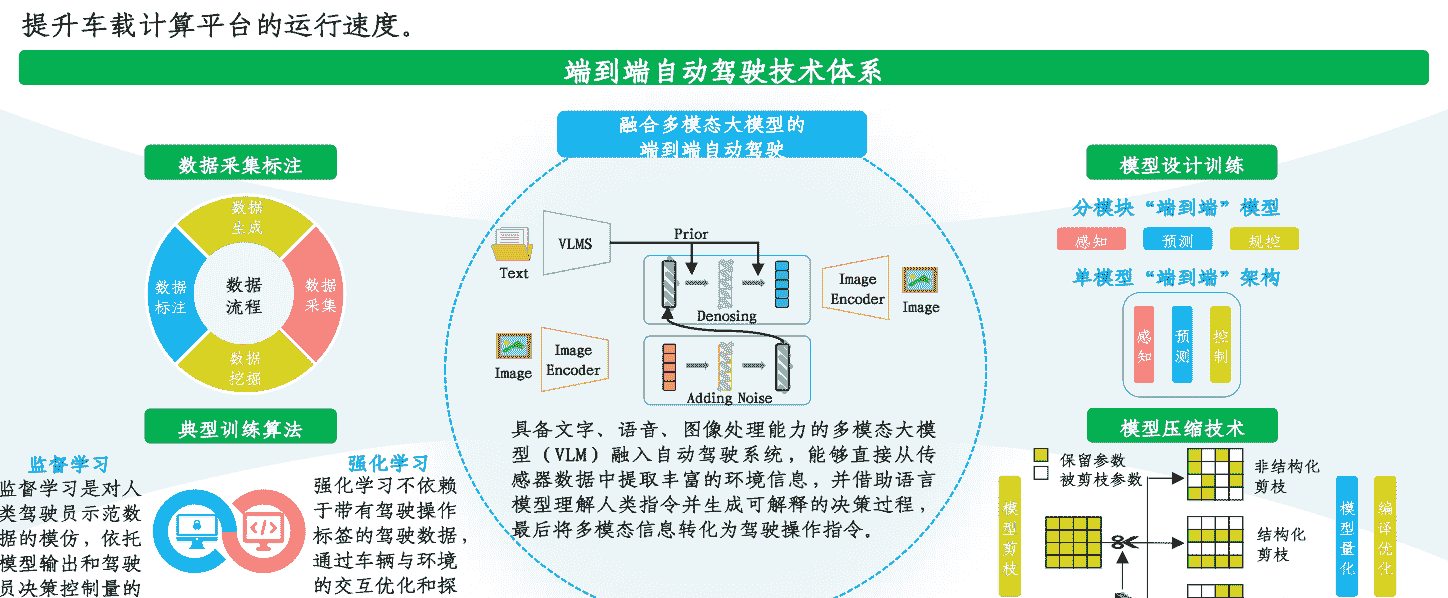 提升车载计算平台的运行速度。
端到端自动驾驶技术体系
数据采集标注
数据
生成
数据
标注
数据
流程
数据
采集
数据
挖掘
典型训练算法
监督学习
监督学习是对人
类驾驶员示范数
据的模仿，依托
模型输出和驾驶
员决策控制量的
强化学习
强化学习不依赖
于带有驾驶操作
标签的驾驶数据，
通过车辆与环境
的交互优化和探
融合多模态大模型的
端到端自动驾驶
Text
VLMS
Prior
Denosing
Image
Encoder
Image
Image
Image
Encoder
Adding Noise
具备文字、语音、图像处理能力的多模态大模
型（VLM）融入自动驾驶系统，能够直接从传
感器数据中提取丰富的环境信息，并借助语言
模型理解人类指令并生成可解释的决策过程，
最后将多模态信息转化为驾驶操作指令。
模型设计训练
分模块“端到端”模型
感知
预测
规控
单模型“端到端”架构
感
知
预
测
控
制
模型压缩技术
保留参数
被剪枝参数
模
型
剪
枝
非结构化
剪枝
结构化
剪枝
模
型
量
化
编
译
优
化